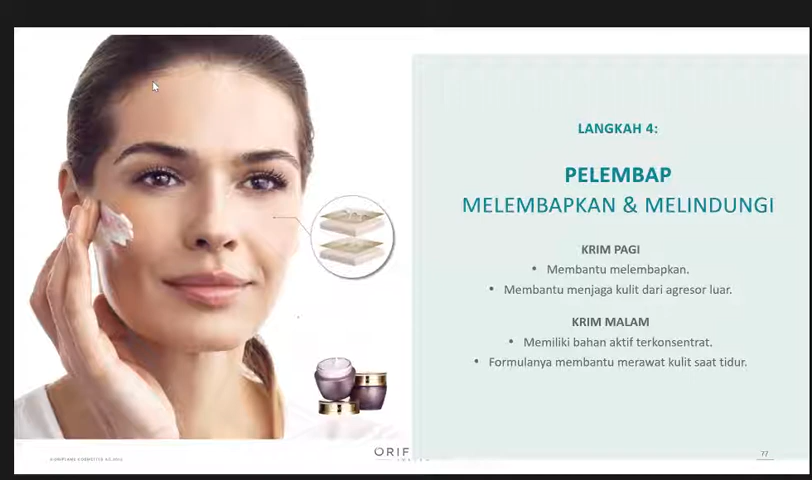 LANGKAH 4:
PELEMBAP
MELEMBAPKAN & MELINDUNGI
KRIM PAGI
• Membantu melembapkan.
• Membantu menjaga kulit dari agresor luar.
KRIM MALAM
• Memiliki bahan aktif terkonsentrat.
• Formulanya membantu merawat kulit saat tidur.
ORIF
77